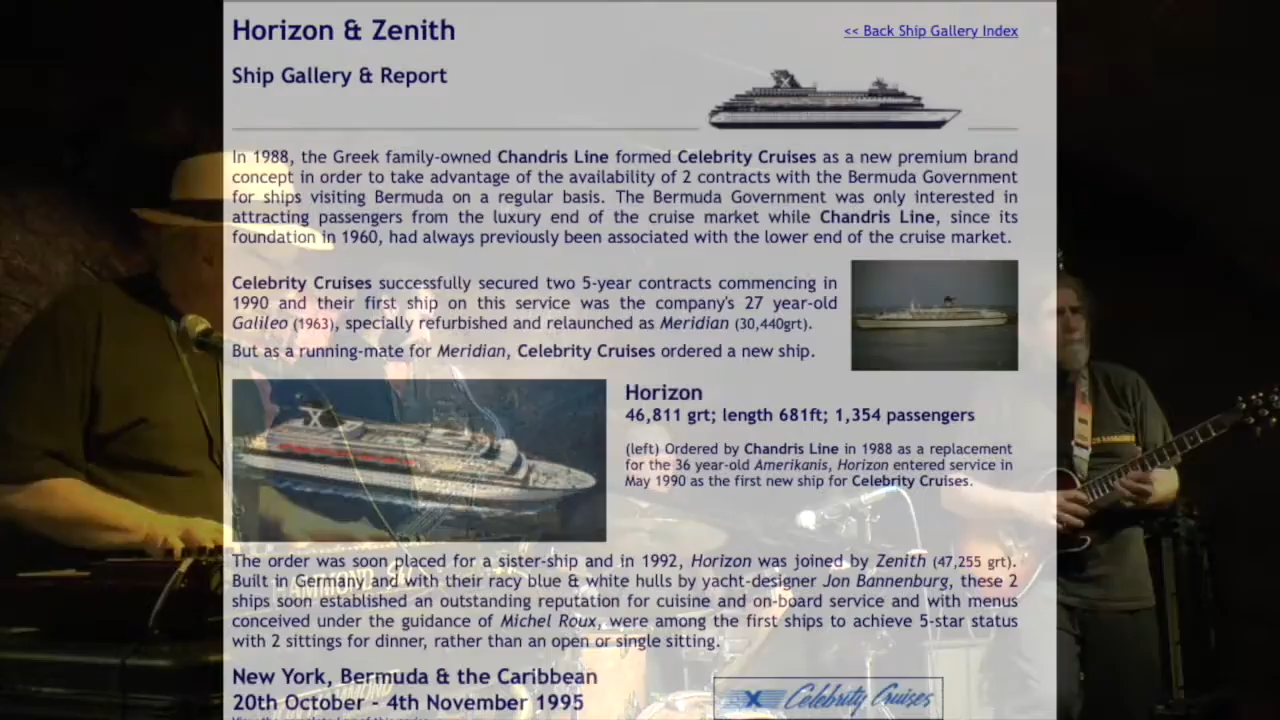 Horizon & Zenith
<< Back Ship Gallery Index
Ship Gallery & Report
In 1988, the Greek family-owned Chandris Line formed Celebrity Cruises as a new premium brand
concept in order to take advantage of the availability of 2 contracts with the Bermuda Government
for ships visiting Bermuda on a regular basis. The Bermuda Government was only interested in
attracting passengers from the luxury end of the cruise market while Chandris Line, since its
foundation in 1960, had always previously been associated with the lower end of the cruise market.
Celebrity Cruises successfully secured two 5-year contracts commencing in
1990 and their first ship on this service was the company's 27 year-old
Galileo (1963), specially refurbished and relaunched as Meridian (30,440grt).
But as a running-mate for Meridian, Celebrity Cruises ordered a new ship.
Horizon
46,811 grt; length 681ft; 1,354 passengers
(left) Ordered by Chandris Line in 1988 as a replacement
for the 36 year-old Amerikanis, Horizon entered service in
May 1990 as the first new ship for Celebrity Cruises.
The order was soon placed for a sister-ship and in 1992, Horizon was joined by Zenith (47,255 grt).
Built in Germany and with their racy blue & white hulls by yacht-designer Jon Bannenburg, these 2
ships soon established an outstanding reputation for cuisine and on-board service and with menus
conceived under the guidance of Michel Roux, were among the first ships to achieve 5-star status
with 2 sittings for dinner, rather than an open or single sitting.
New York, Bermuda & the Caribbean
20th October - 4th November 1995
X Celebrity Cruises
HAMMOND